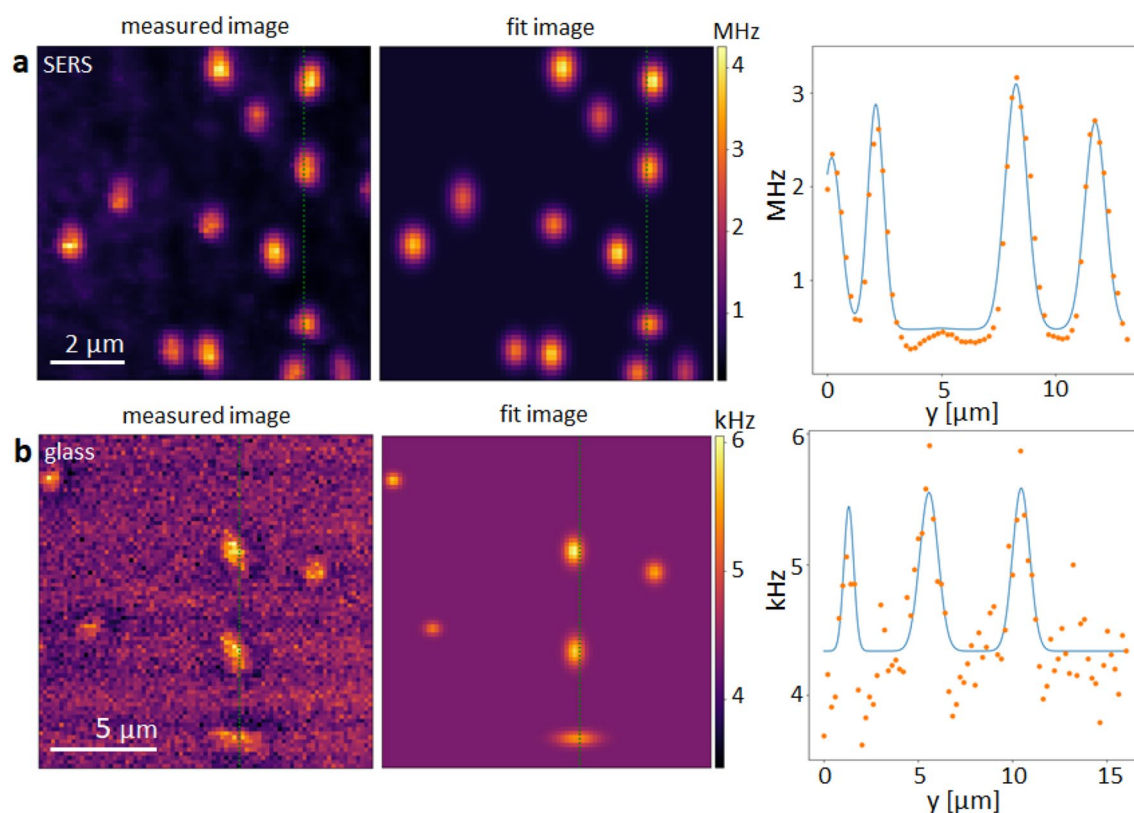 measured image
fit image
MHz
a
SERS
4
3
2
1
2 μm
MHz
3
2
1
0
5
10
y [μm]
measured image
fit image
kHz
b
glass
6
5
4
5 μm
kHz
6
5
4
0
5
10
15
y [μm]